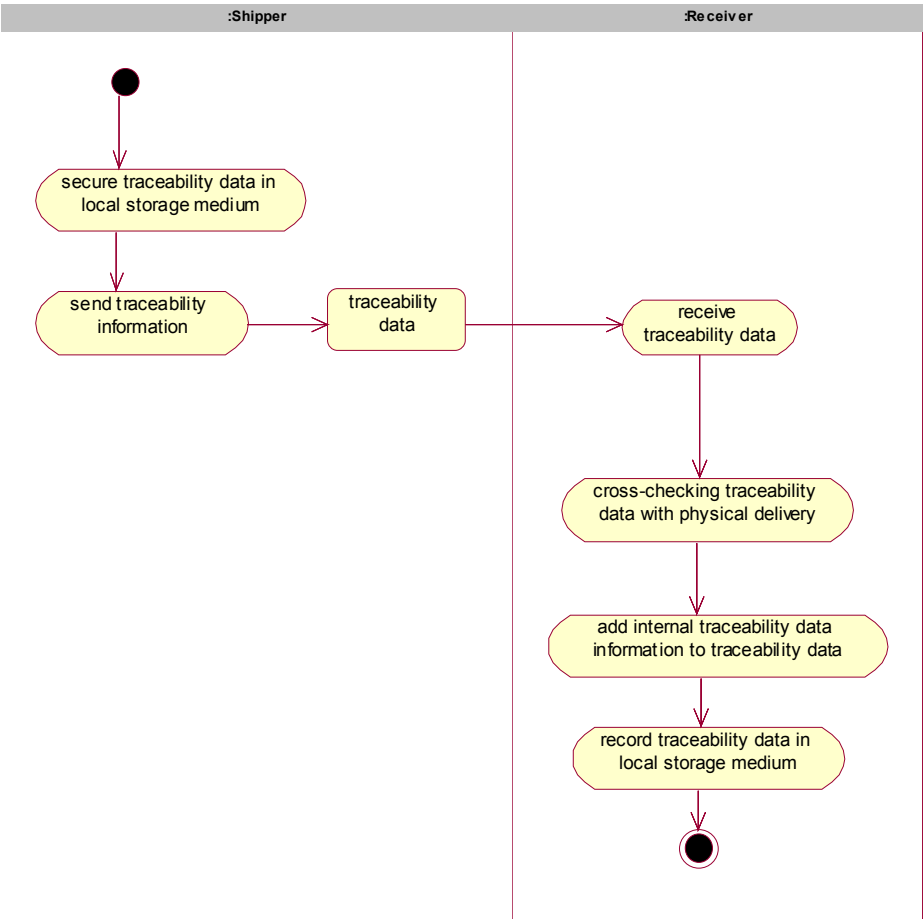 :Shipper
:Receiver
secure traceability data in
local storage medium
send traceability
information
traceability
data
receive
traceability data
cross-checking traceability
data with physical delivery
add internal traceability data
information to traceability data
record traceability data in
local storage medium